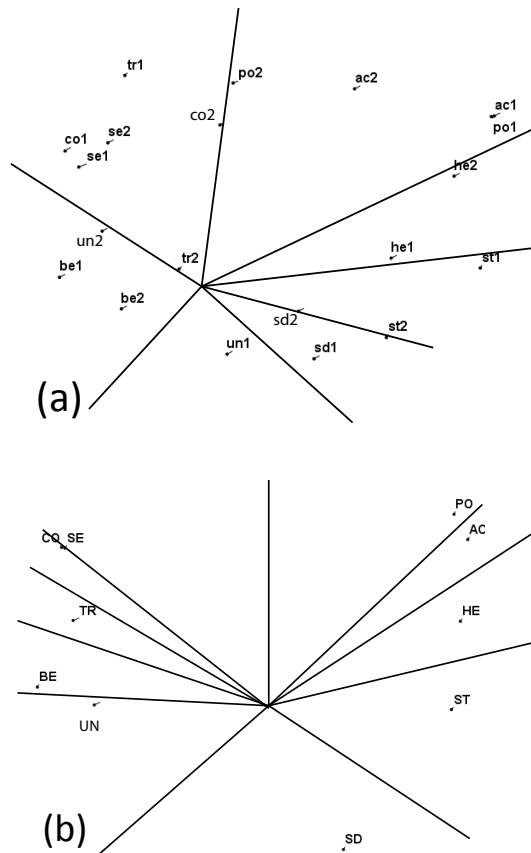 tr1
po2
ac2
ac1
co2
po1
co1
se2
se1
he2
un2
tr2
he1
st1
be1
be2
sd2
st2
un1
sd1
(a)
PO
CO SE
AC
TR
HE
BE
UN
ST
(b)
SD